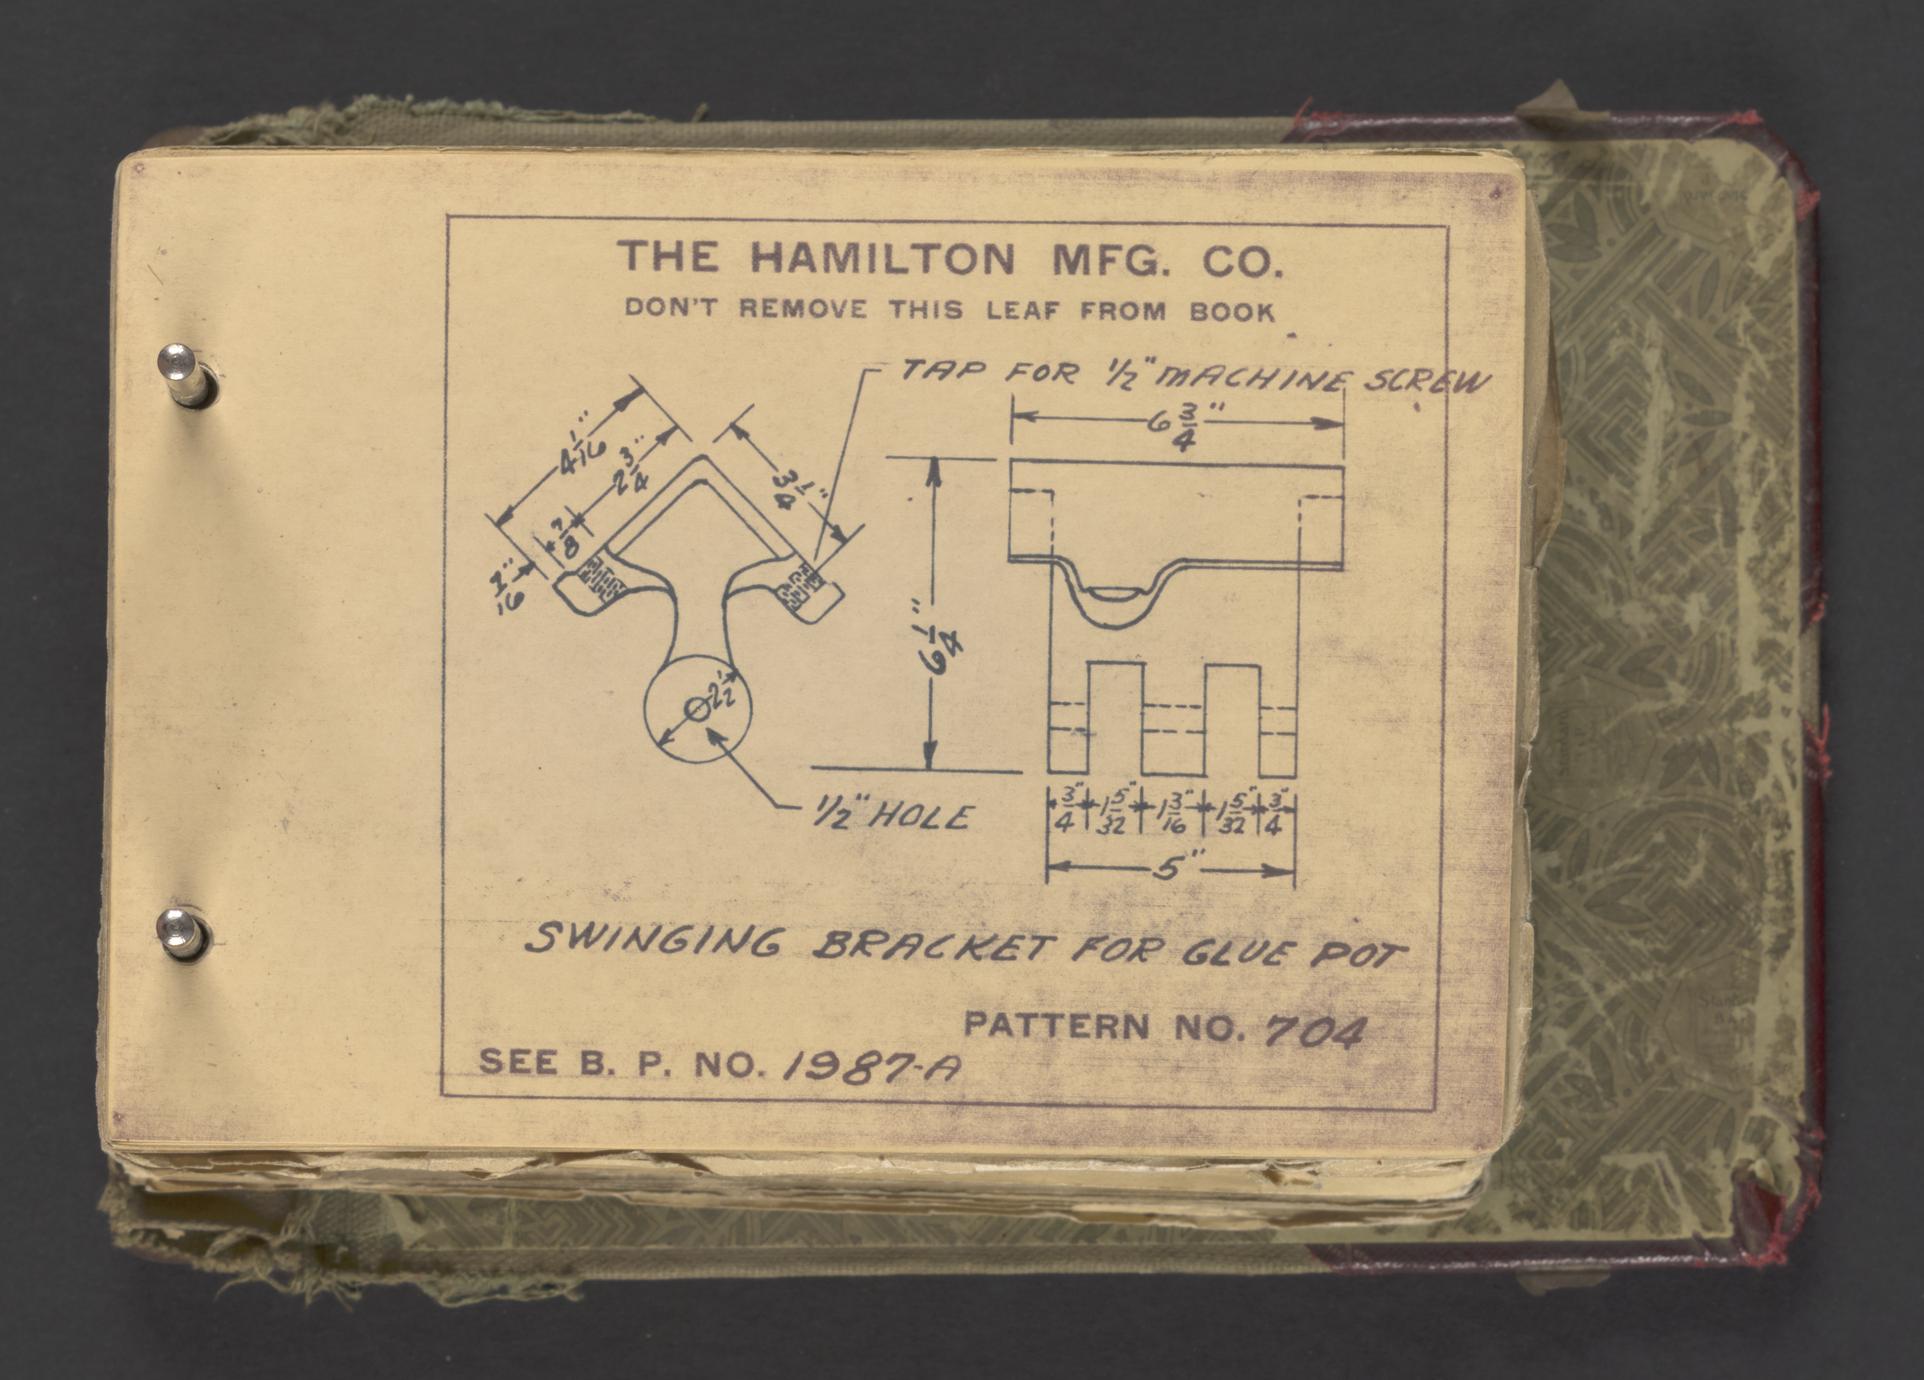 THE HAMILTON MFG. CO.
DON'T REMOVE THIS LEAF FROM BOOK
TAP FOR 1/2" MACHINE SCREW
6 3/4"
4 1/16"
2 3/4"
3 1/4"
7/8"
6 1/4"
2 1/2"
1/2" HOLE
3/4" 1 5/32" 1 3/16" 1 5/32" 3/4"
5"
SWINGING BRACKET FOR GLUE POT
PATTERN NO. 704
SEE B. P. NO. 1987-A